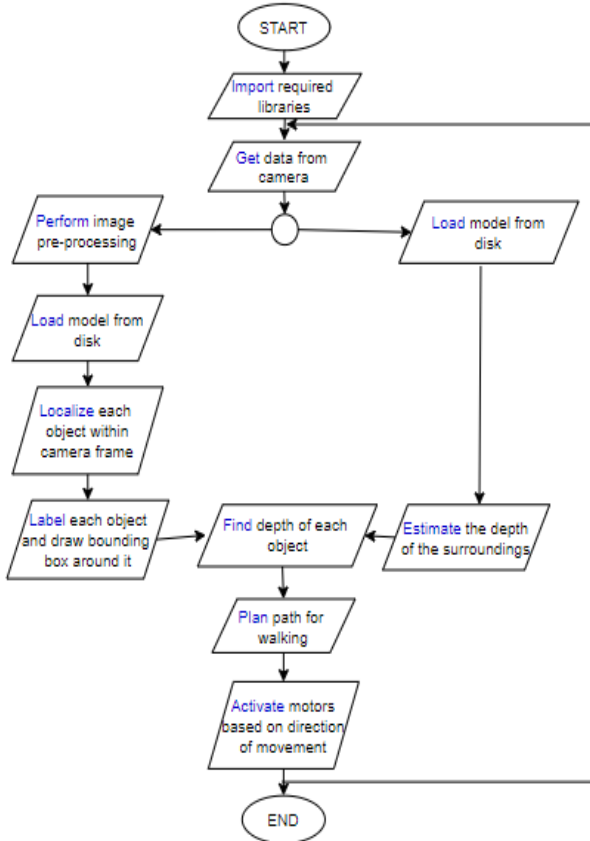 START
Import required
libraries
Get data from
camera
Perform image
pre-processing
Load model from
disk
Load model from
disk
Localize each
object within
camera frame
Label each object
and draw bounding
box around it
Find depth of each
object
Estimate the depth
of the surroundings
Plan path for
walking
Activate motors
based on direction
of movement
END